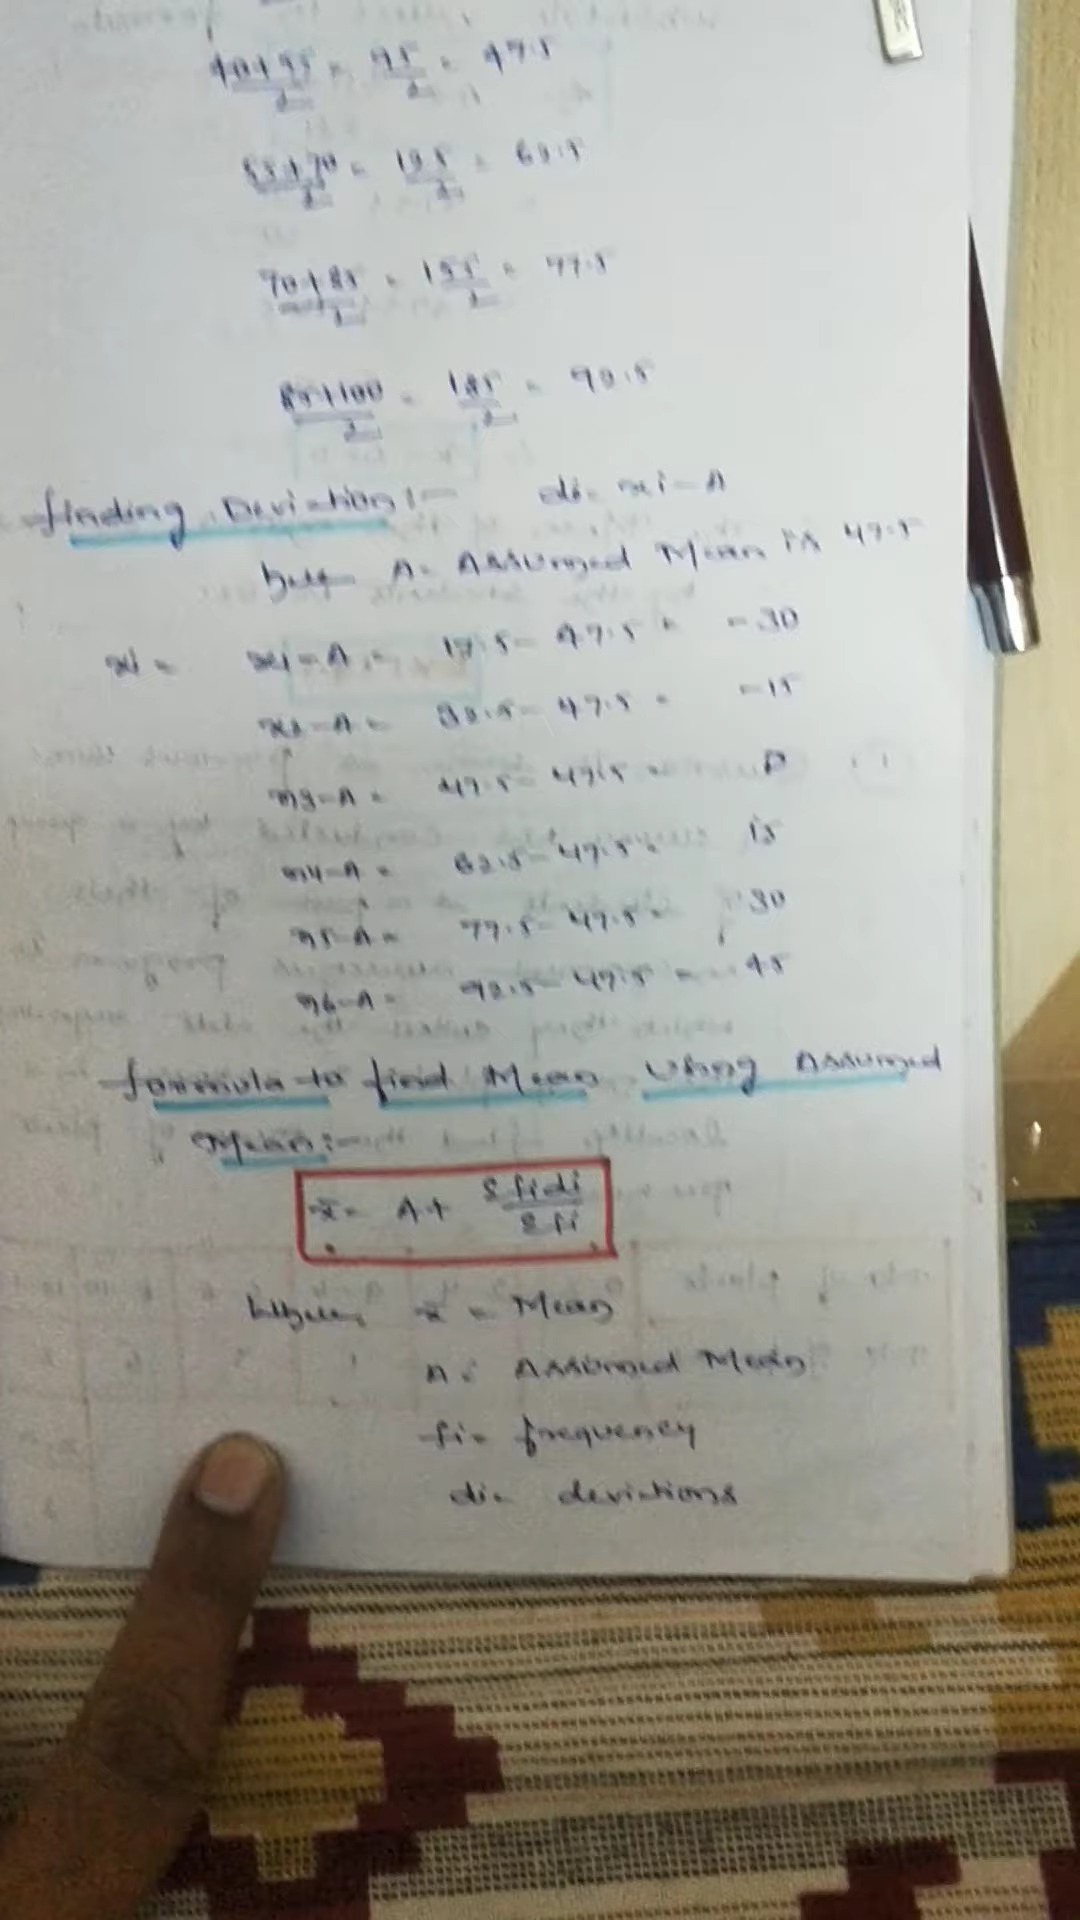 40+55/2 = 95/2 = 47.5
55+70/2 = 125/2 = 62.5
70+85/2 = 155/2 = 77.5
85+100/2 = 185/2 = 92.5
finding Deviation:- di = xi-A
A = Assumed Mean is 47.5
xi = x1-A = 17.5-47.5 = -30
x2-A = 32.5-47.5 = -15
x3-A = 47.5-47.5 = 0
x4-A = 62.5-47.5 = 15
x5-A = 77.5-47.5 = 30
x6-A = 92.5-47.5 = 45
formula to find Mean Using Assumed
Mean:-
x̄ = A+ Σfidi/Σfi
Where, x̄ = Mean
A = Assumed Mean
fi = frequency
di = deviations